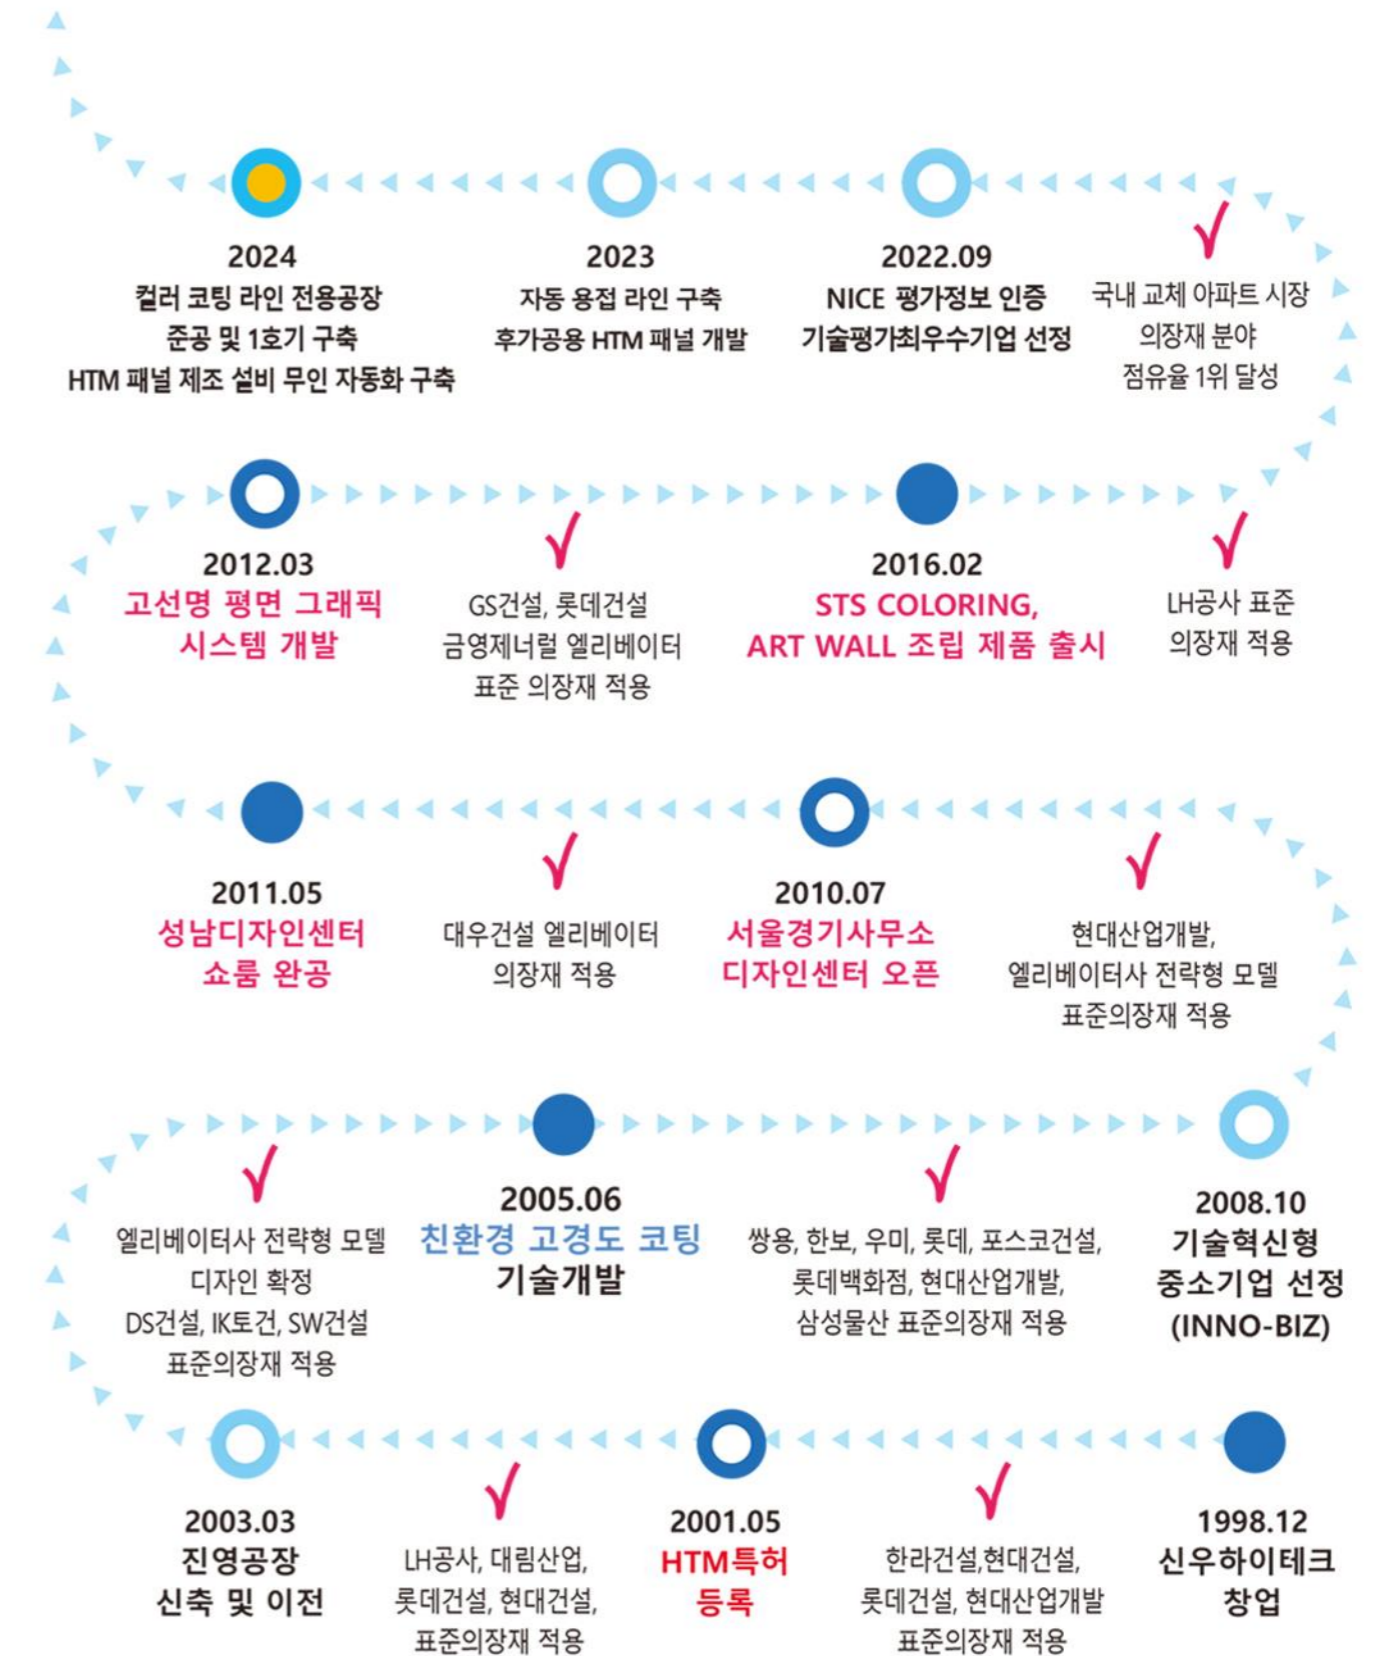 2024
컬러 코팅 라인 전용공장
준공 및 1호기 구축
HTM 패널 제조 설비 무인 자동화 구축
2023
자동 용접 라인 구축
후가공용 HTM 패널 개발
2022.09
NICE 평가정보 인증
기술평가최우수기업 선정
국내 교체 아파트 시장
의장재 분야
점유율 1위 달성
2012.03
고선명 평면 그래픽
시스템 개발
GS건설, 롯데건설
금영제너럴 엘리베이터
표준 의장재 적용
2016.02
STS COLORING,
ART WALL 조립 제품 출시
LH공사 표준
의장재 적용
2011.05
성남디자인센터
쇼룸 완공
대우건설 엘리베이터
의장재 적용
2010.07
서울경기사무소
디자인센터 오픈
현대산업개발,
엘리베이터사 전략형 모델
표준의장재 적용
엘리베이터사 전략형 모델
디자인 확정
DS건설, IK토건, SW건설
표준의장재 적용
2005.06
친환경 고경도 코팅
기술개발
쌍용, 한보, 우미, 롯데, 포스코건설,
롯데백화점, 현대산업개발,
삼성물산 표준의장재 적용
2008.10
기술혁신형
중소기업 선정
(INNO-BIZ)
2003.03
진영공장
신축 및 이전
LH공사, 대림산업,
롯데건설, 현대건설,
표준의장재 적용
2001.05
HTM특허
등록
한라건설,현대건설,
롯데건설, 현대산업개발
표준의장재 적용
1998.12
신우하이테크
창업